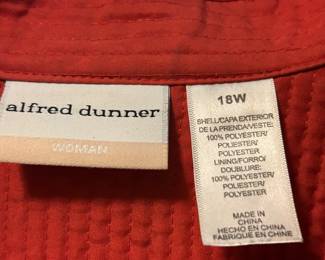 alfred dunner
WOMAN
18W
SHELL/CAPA EXTERIOR
DE LA PRENDA/VESTE:
100% POLYESTER/
POLIESTER/
POLYESTER
LINING/FORRO/
DOUBLURE:
100% POLYESTER/
POLIESTER/
POLYESTER
MADE IN
CHINA
HECHO EN CHINA
FABRIQUE EN CHINE